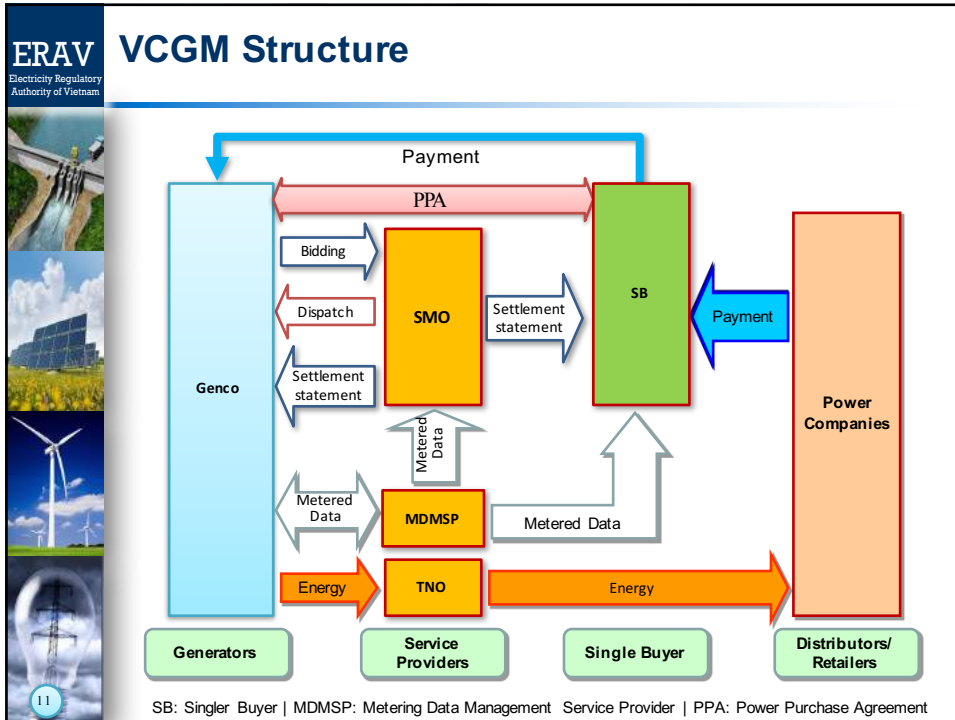 ERAV
Electricity Regulatory
Authority of Vietnam
VCGM Structure
Payment
PPA
Bidding
Dispatch
Settlement
statement
Genco
SMO
Settlement
statement
SB
Payment
Power
Companies
Metered
Data
Metered
Data
MDMSP
Metered Data
Energy
TNO
Energy
Generators
Service
Providers
Single Buyer
Distributors/
Retailers
11
SB: Singler Buyer | MDMSP: Metering Data Management Service Provider | PPA: Power Purchase Agreement